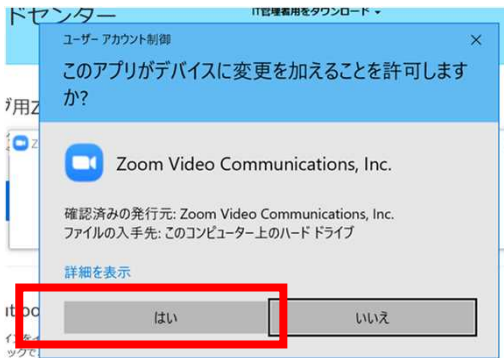 ドセンター
IT管理者用をダウンロード
ユーザー アカウント制御
このアプリがデバイスに変更を加えることを許可します
か?
Zoom Video Communications, Inc.
確認済みの発行元: Zoom Video Communications, Inc.
ファイルの入手先: このコンピューター上のハード ドライブ
詳細を表示
はい
いいえ